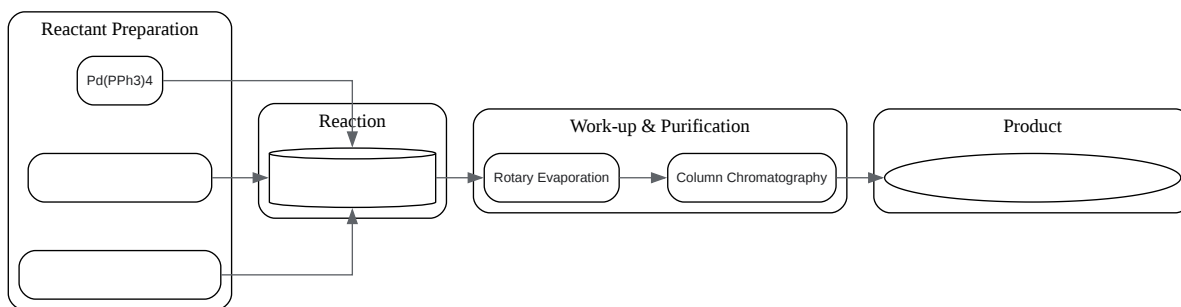 Reactant Preparation
Pd(PPh3)4
Reaction
Work-up & Purification
Rotary Evaporation
Column Chromatography
Product